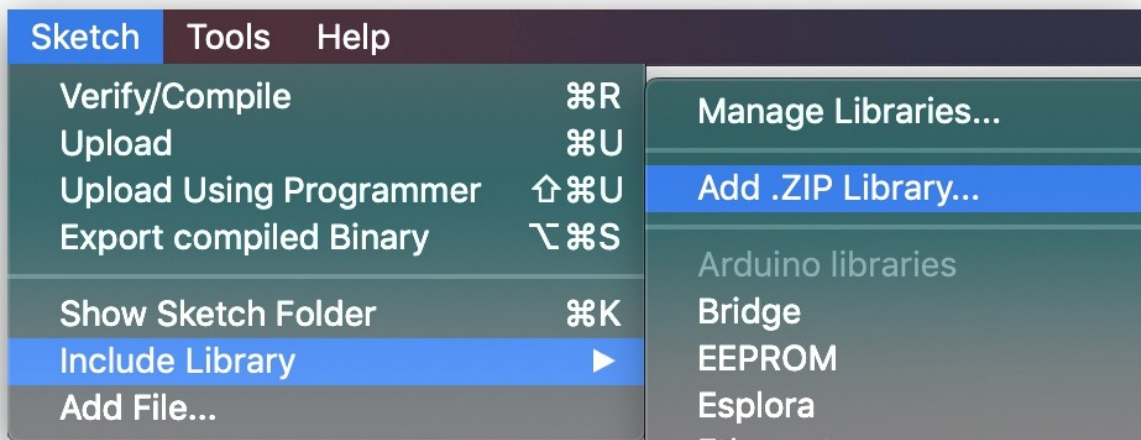 Sketch Tools Help
Verify/Compile ⌘R
Upload ⌘U
Upload Using Programmer ⇧⌘U
Export compiled Binary ⌥⌘S
Show Sketch Folder ⌘K
Include Library ▶
Add File...
Manage Libraries...
Add .ZIP Library...
Arduino libraries
Bridge
EEPROM
Esplora